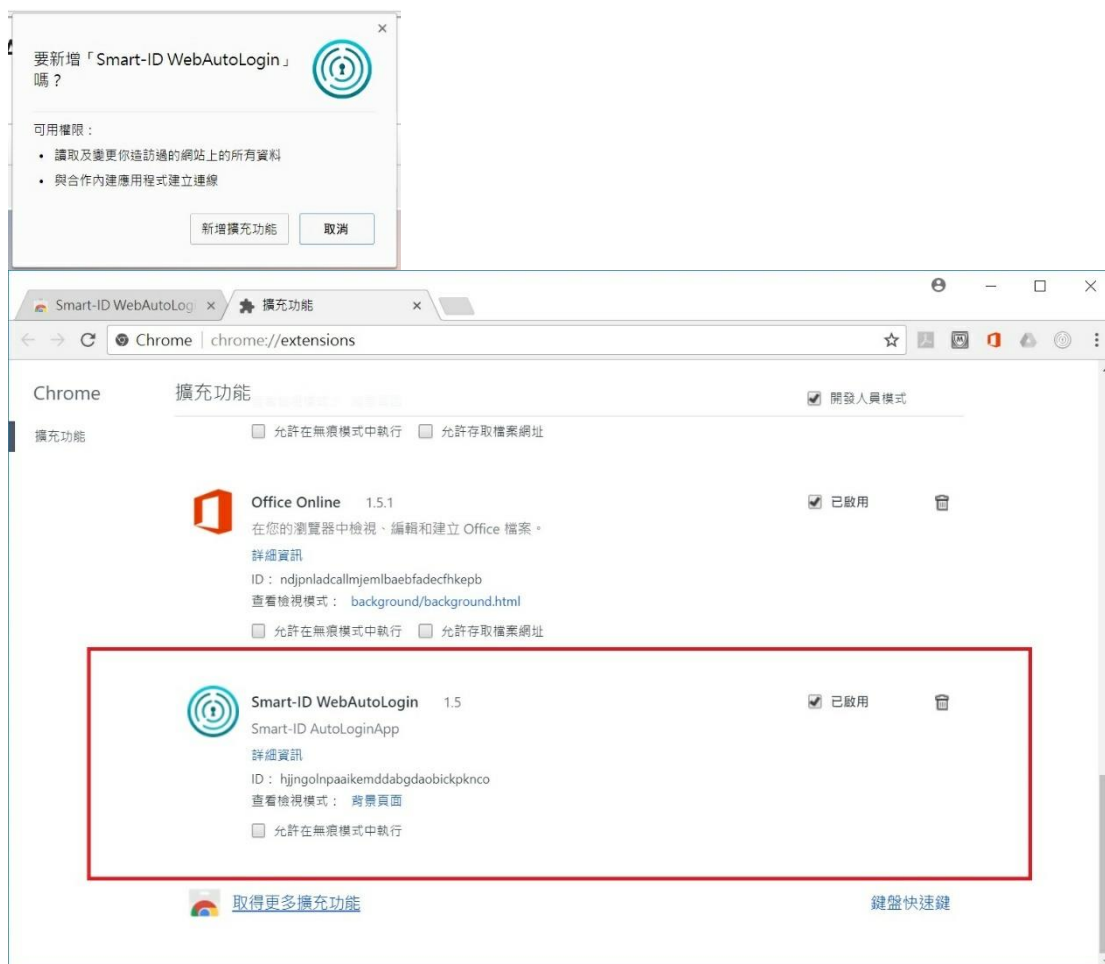 要新增「Smart-ID WebAutoLogin」
嗎？
可用權限：
• 讀取及變更你造訪過的網站上的所有資料
• 與合作內建應用程式建立連線
新增擴充功能
取消
Smart-ID WebAutoLog
擴充功能
Chrome
chrome://extensions
Chrome
擴充功能
開發人員模式
擴充功能
允許在無痕模式中執行
允許存取檔案網址
Office Online 1.5.1
已啟用
在您的瀏覽器中檢視、編輯和建立 Office 檔案。
詳細資訊
ID： ndjpnladcallmjemlbaebfadecfhkepb
查看檢視模式： background/background.html
允許在無痕模式中執行
允許存取檔案網址
Smart-ID WebAutoLogin 1.5
已啟用
Smart-ID AutoLoginApp
詳細資訊
ID： hjjngolnpaaikemddabgdaobickpknco
查看檢視模式： 背景頁面
允許在無痕模式中執行
取得更多擴充功能
鍵盤快速鍵